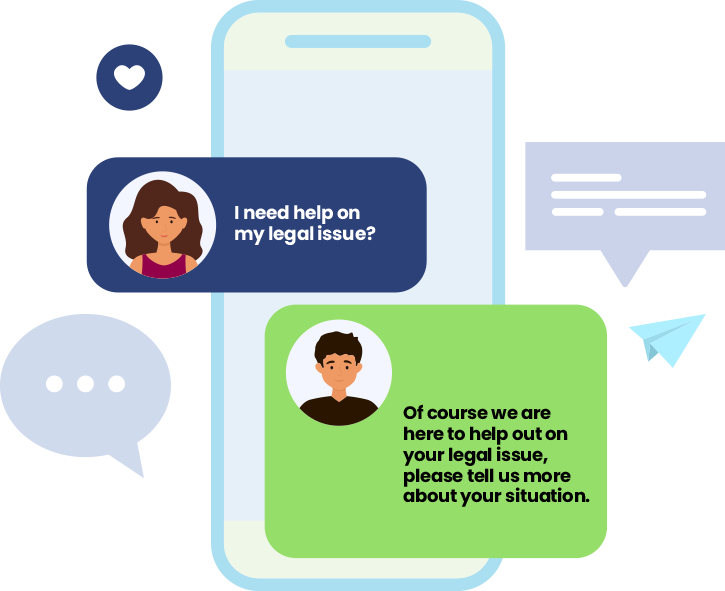 I need help on
my legal issue?
Of course we are
here to help out on
your legal issue,
please tell us more
about your situation.